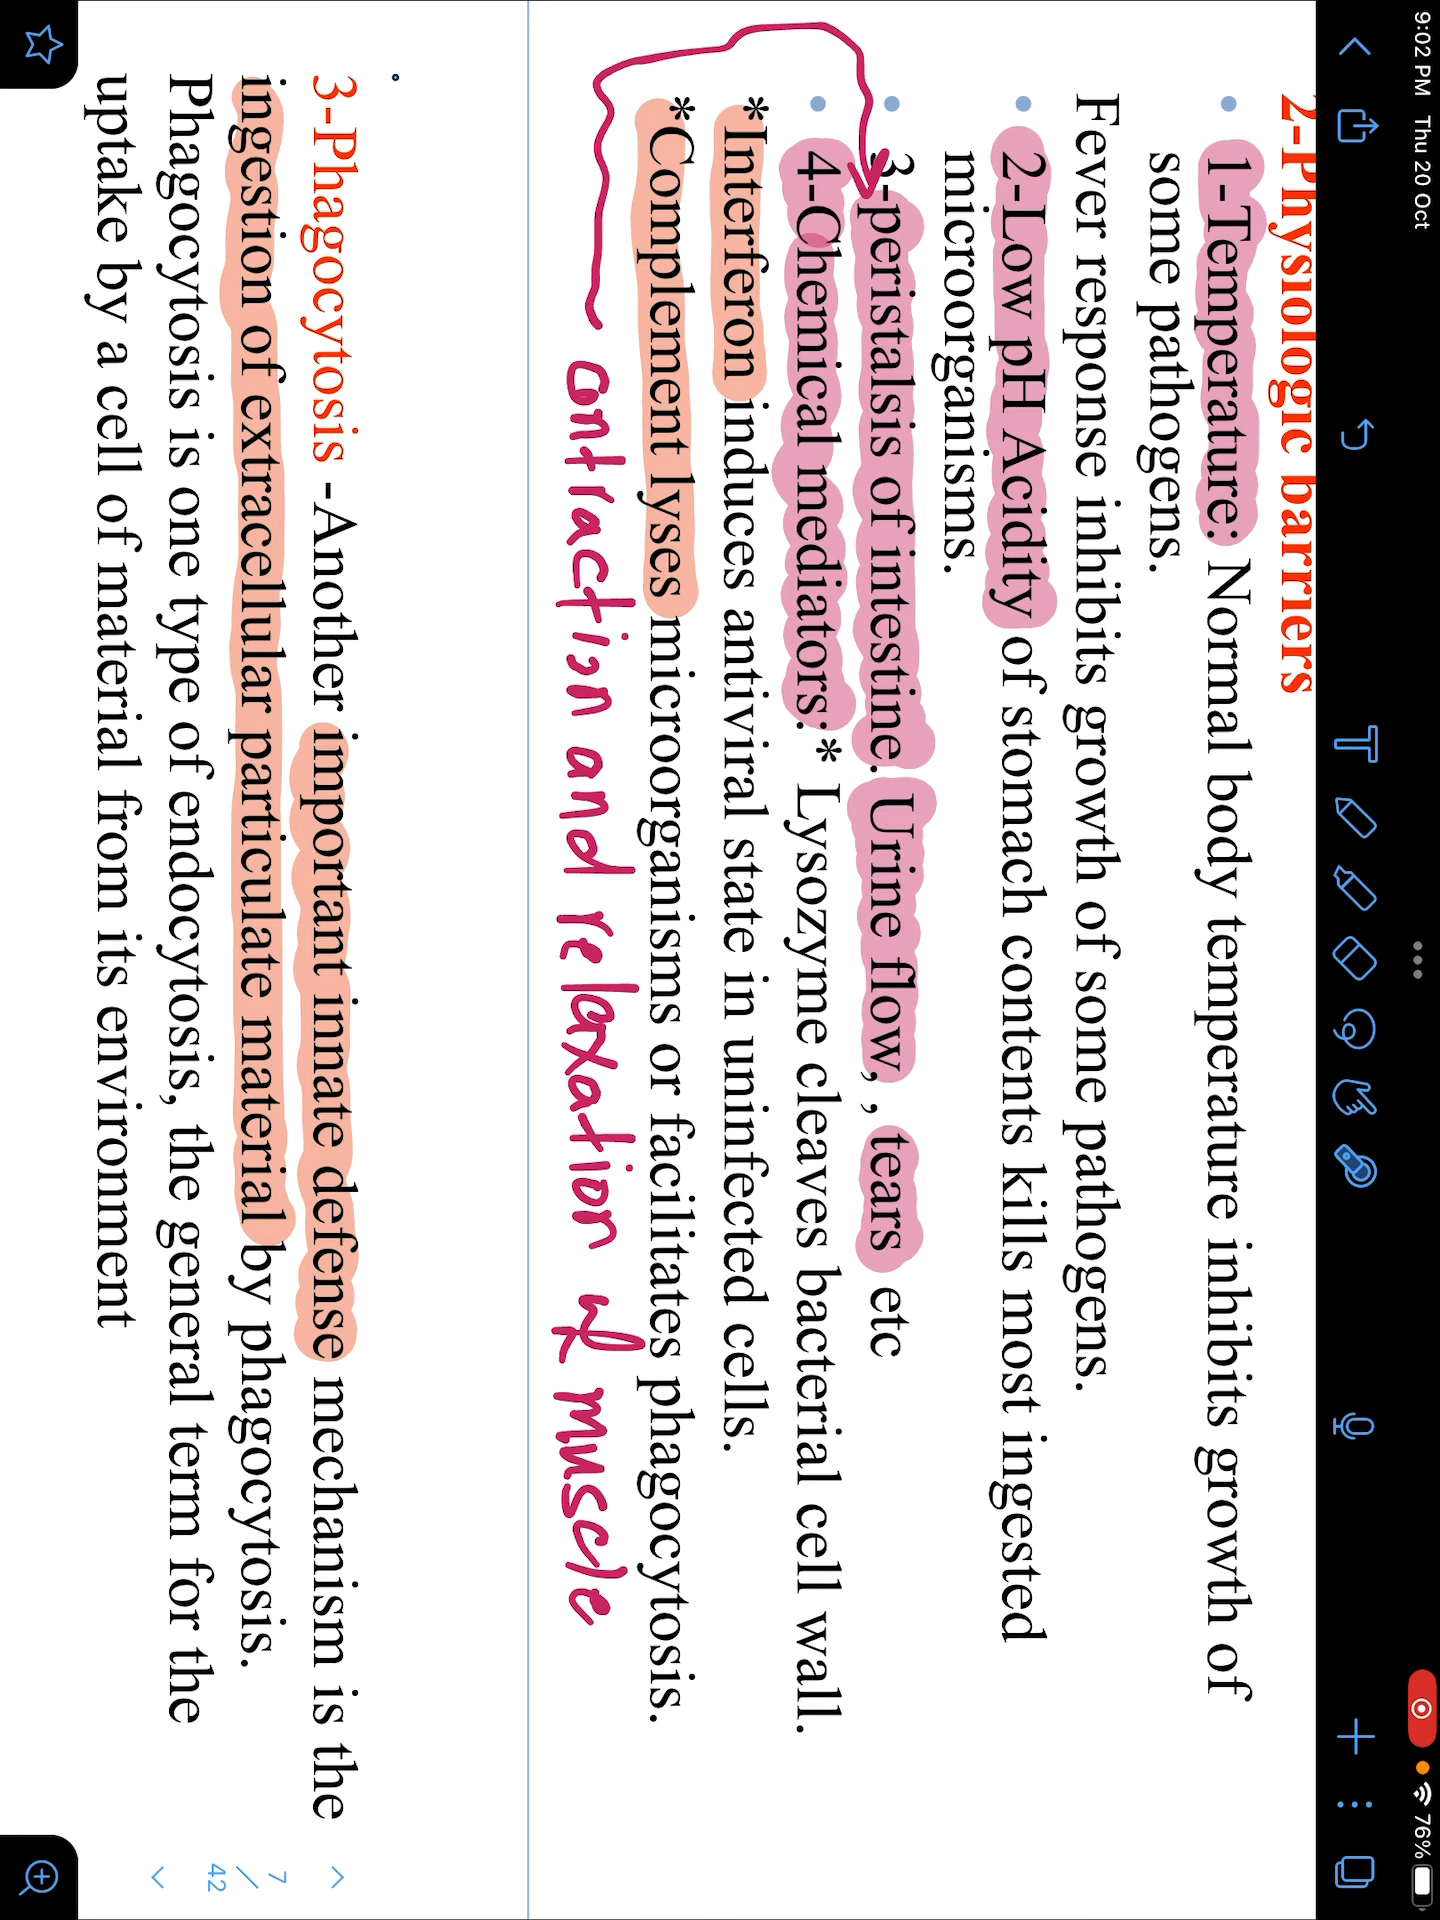 9:02 PM Thu 20 Oct
76%
2-Physiologic barriers
1-Temperature: Normal body temperature inhibits growth of
some pathogens.
Fever response inhibits growth of some pathogens.
2-Low pH Acidity of stomach contents kills most ingested
microorganisms.
3-peristalsis of intestine. Urine flow, , tears etc
4-Chemical mediators:* Lysozyme cleaves bacterial cell wall.
*Interferon induces antiviral state in uninfected cells.
*Complement lyses microorganisms or facilitates phagocytosis.
contraction and relaxation of muscle
3-Phagocytosis -Another important innate defense mechanism is the
ingestion of extracellular particulate material by phagocytosis.
Phagocytosis is one type of endocytosis, the general term for the
uptake by a cell of material from its environment
7 / 42